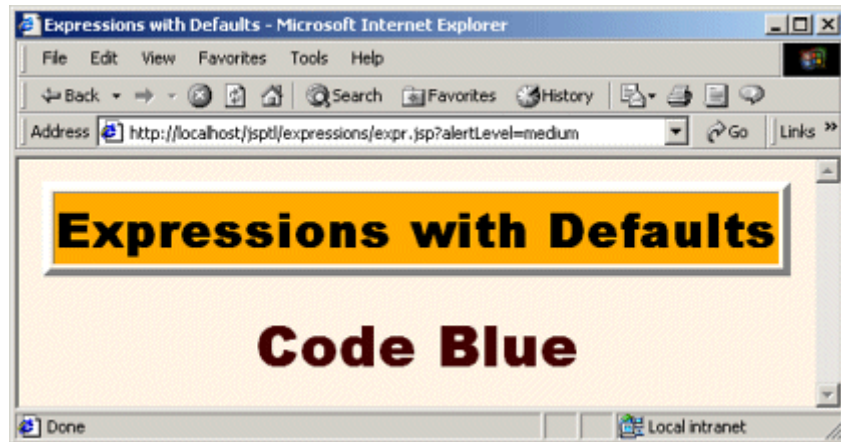 Expressions with Defaults - Microsoft Internet Explorer
File Edit View Favorites Tools Help
Back Search Favorites History
Address http://localhost/jsptl/expressions/expr.jsp?alertLevel=medium Go Links »
Expressions with Defaults
Code Blue
Done Local intranet